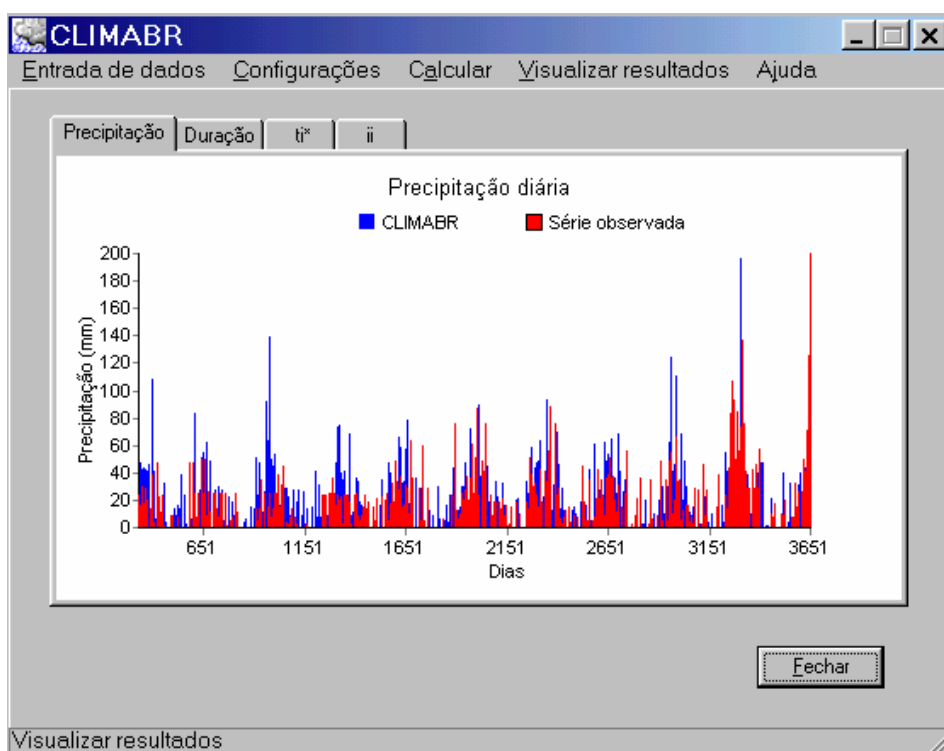 CLIMABR
Entrada de dados Configurações Calcular Visualizar resultados Ajuda
Precipitação Duração ti* ii
Precipitação diária
CLIMABR Série observada
Precipitação (mm)
200
180
160
140
120
100
80
60
40
20
0
651 1151 1651 2151 2651 3151 3651
Dias
Fechar
Visualizar resultados